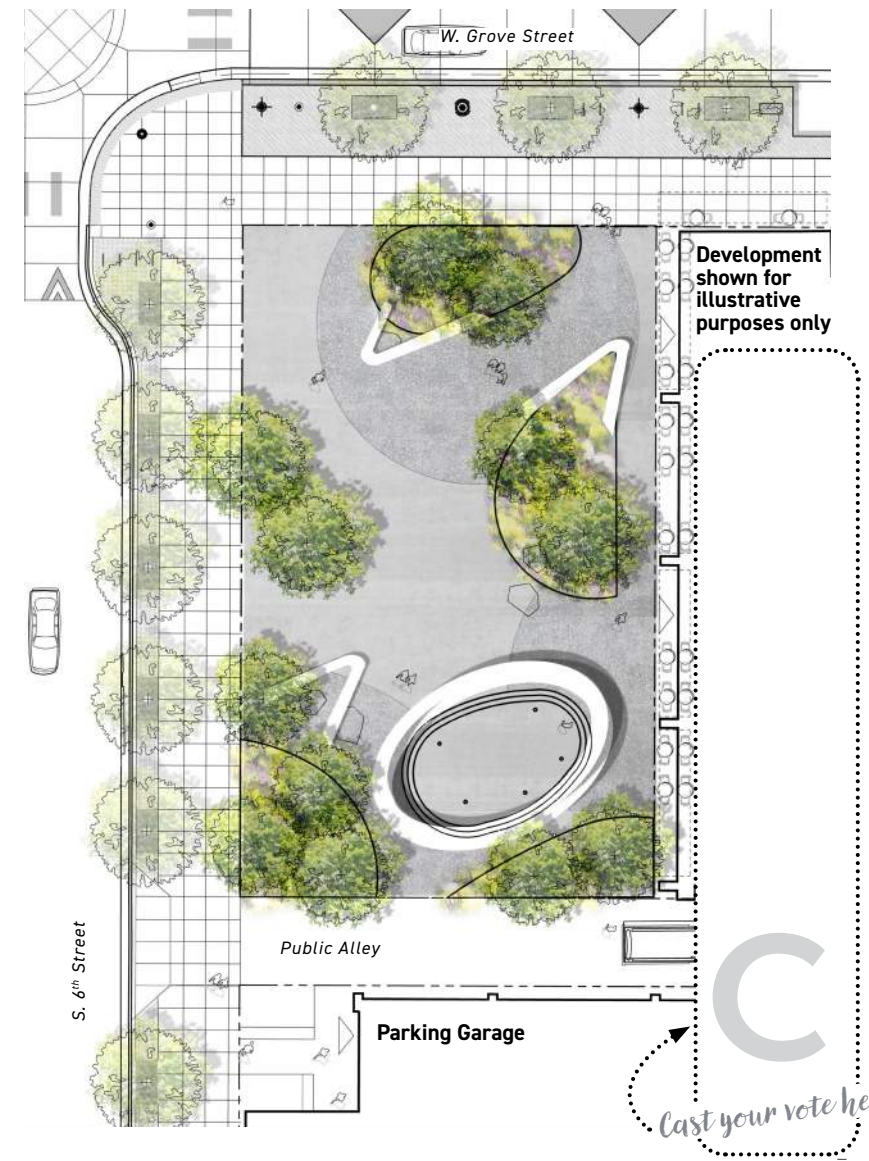 W. Grove Street
Development
shown for
illustrative
purposes only
S. 6th Street
Public Alley
Parking Garage
C
Cast your vote he